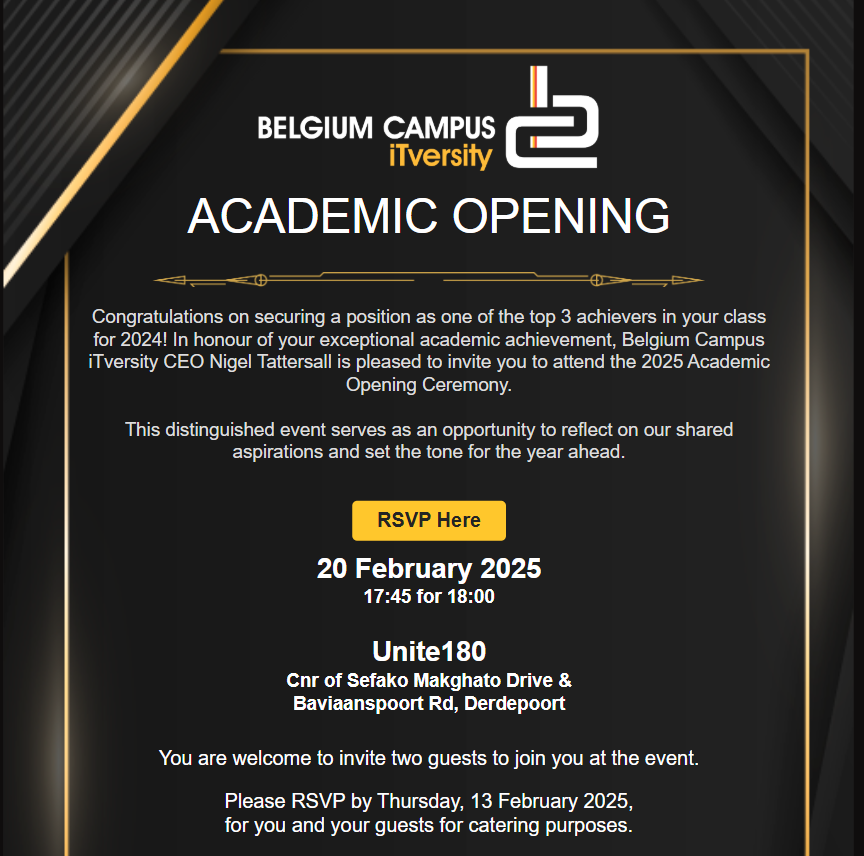 BELGIUM CAMPUS
iTversity
ACADEMIC OPENING
Congratulations on securing a position as one of the top 3 achievers in your class
for 2024! In honour of your exceptional academic achievement, Belgium Campus
iTversity CEO Nigel Tattersall is pleased to invite you to attend the 2025 Academic
Opening Ceremony.
This distinguished event serves as an opportunity to reflect on our shared
aspirations and set the tone for the year ahead.
RSVP Here
20 February 2025
17:45 for 18:00
Unite180
Cnr of Sefako Makghato Drive &
Baviaanspoort Rd, Derdepoort
You are welcome to invite two guests to join you at the event.
Please RSVP by Thursday, 13 February 2025,
for you and your guests for catering purposes.